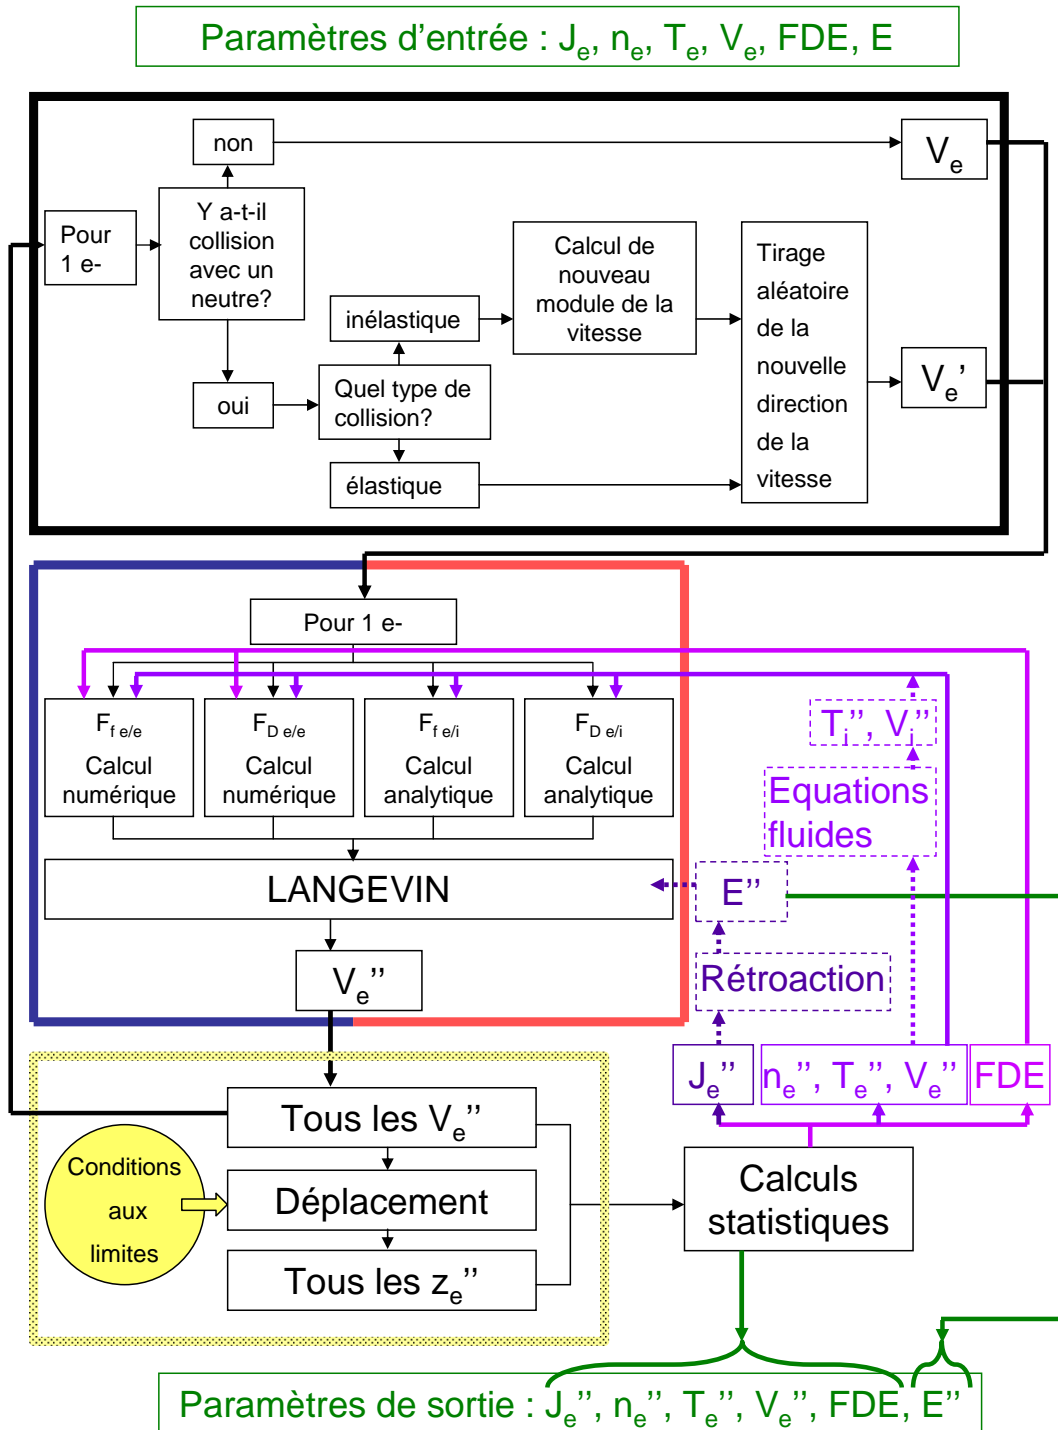 Paramètres d'entrée : Je, ne, Te, Ve, FDE, E
non
Ve
Pour
1 e-
Y a-t-il
collision
avec un
neutre?
Calcul de
nouveau
module de la
vitesse
Tirage
aléatoire
de la
nouvelle
direction
de la
vitesse
inélastique
Ve’
oui
Quel type de
collision?
élastique
Pour 1 e-
Ff e/e
Calcul
numérique
FD e/e
Calcul
numérique
Ff e/i
Calcul
analytique
FD e/i
Calcul
analytique
Ti’’, Vi’’
Equations
fluides
LANGEVIN
E’’
Rétroaction
Ve’’
Je’’
ne’’, Te’’, Ve’’
FDE
Tous les Ve’’
Conditions
aux
limites
Déplacement
Tous les ze’’
Calculs
statistiques
Paramètres de sortie : Je’’, ne’’, Te’’, Ve’’, FDE, E’’